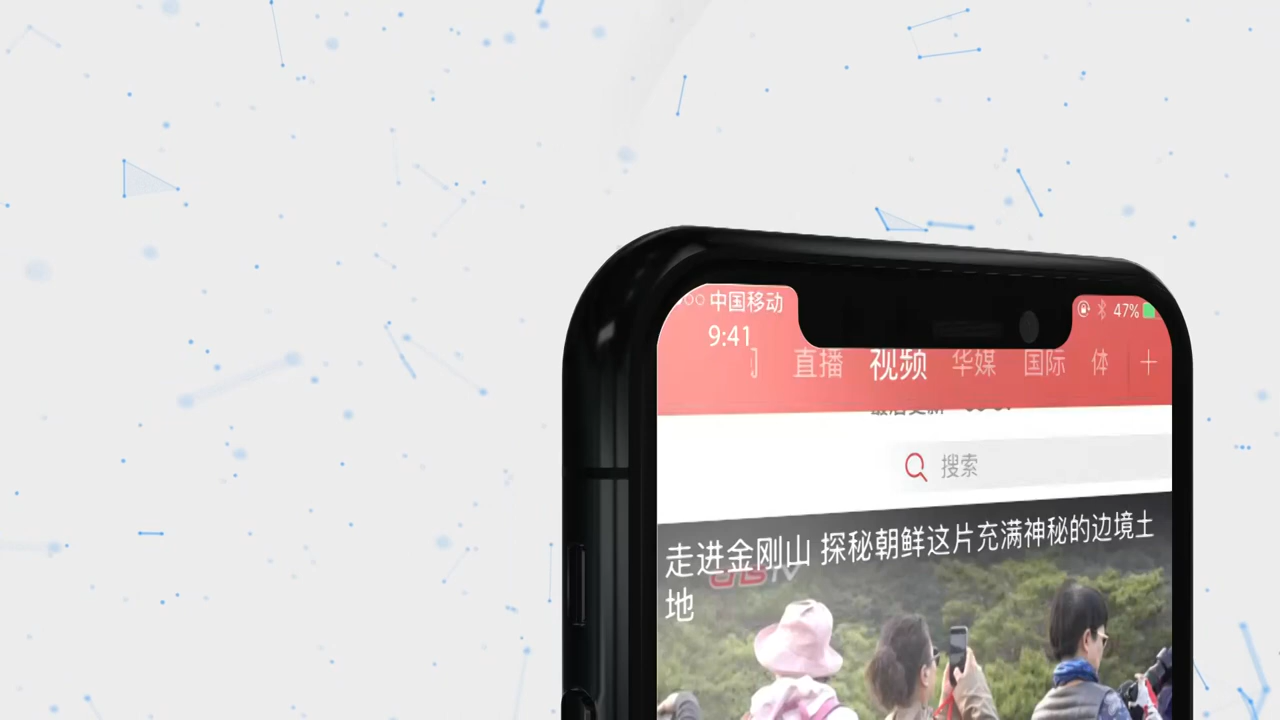 中国移动
47%
9:41
直播 视频 华媒 国际 体
搜索
走进金刚山 探秘朝鲜这片充满神秘的边境土
地